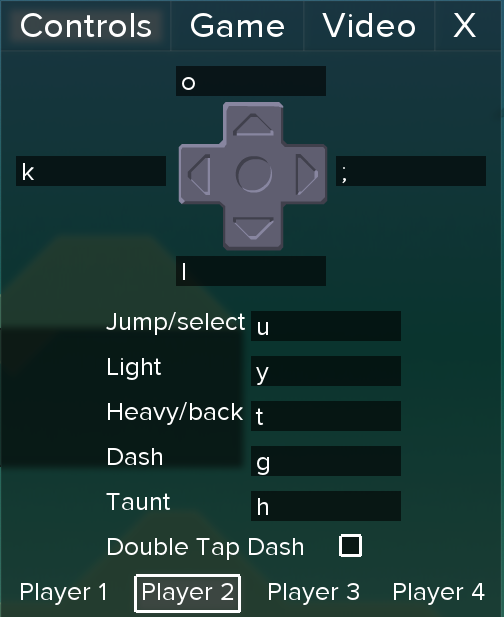 Controls Game Video X
o
k ;
l
Jump/select u
Light y
Heavy/back t
Dash g
Taunt h
Double Tap Dash
Player 1 Player 2 Player 3 Player 4